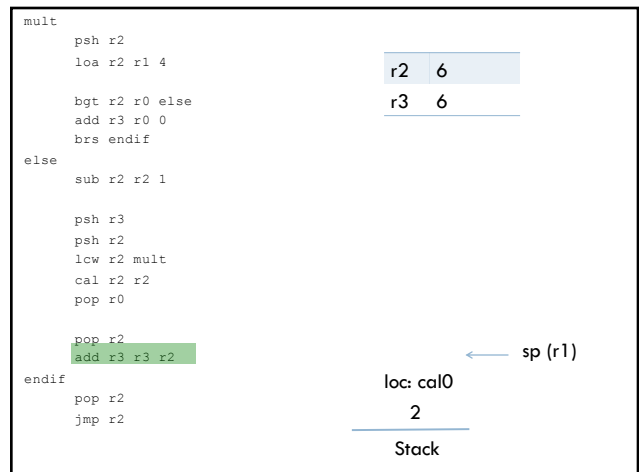 mult
psh r2
loa r2 r1 4
bgt r2 r0 else
add r3 r0 0
brs endif
else
sub r2 r2 1
psh r3
psh r2
lcw r2 mult
cal r2 r2
pop r0
pop r2
add r3 r3 r2
endif
pop r2
jmp r2
r2 6
r3 6
sp (r1)
loc: cal0
2
Stack